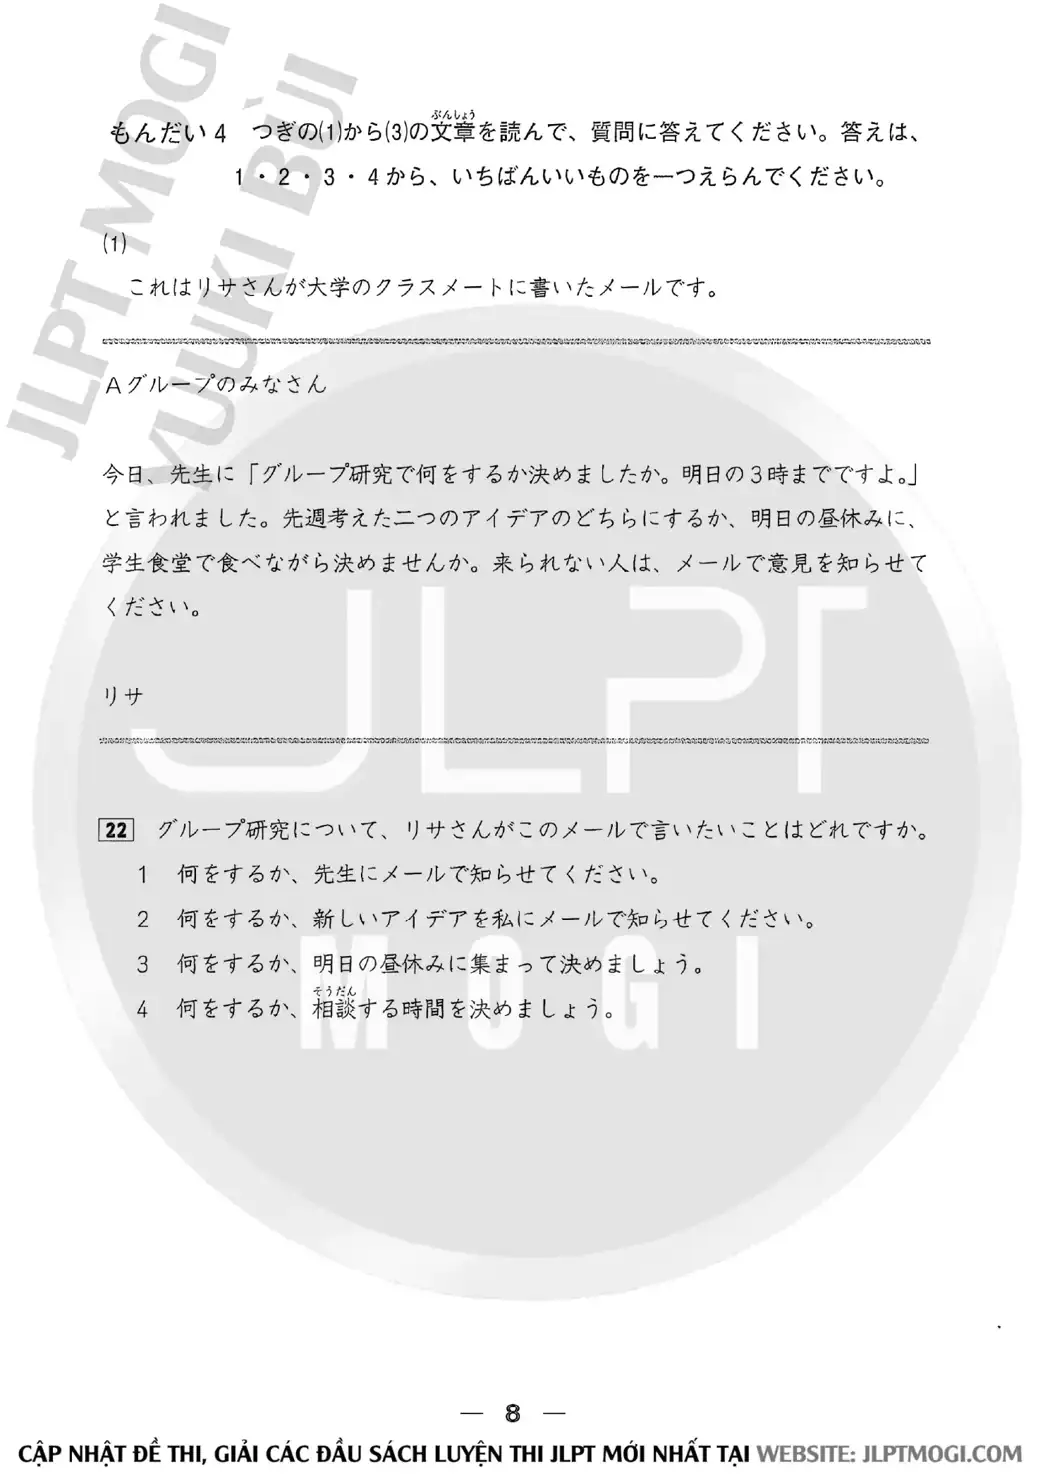 JLPT MOGI
YUUKI BÙI
ぶんしょう
もんだい4 つぎの(1)から(3)の文章を読んで、質問に答えてください。答えは、
1・2・3・4から、いちばんいいものを一つえらんでください。
(1)
これはリサさんが大学のクラスメートに書いたメールです。
Aグループのみなさん
今日、先生に「グループ研究で何をするか決めましたか。明日の3時までですよ。」
と言われました。先週考えた二つのアイデアのどちらにするか、明日の昼休みに、
学生食堂で食べながら決めませんか。来られない人は、メールで意見を知らせて
ください。
リサ
JLPT
MOGI
22 グループ研究について、リサさんがこのメールで言いたいことはどれですか。
1 何をするか、先生にメールで知らせてください。
2 何をするか、新しいアイデアを私にメールで知らせてください。
3 何をするか、明日の昼休みに集まって決めましょう。
そうだん
4 何をするか、相談する時間を決めましょう。
— 8 —
CẬP NHẬT ĐỀ THI, GIẢI CÁC ĐẦU SÁCH LUYỆN THI JLPT MỚI NHẤT TẠI WEBSITE: JLPTMOGI.COM